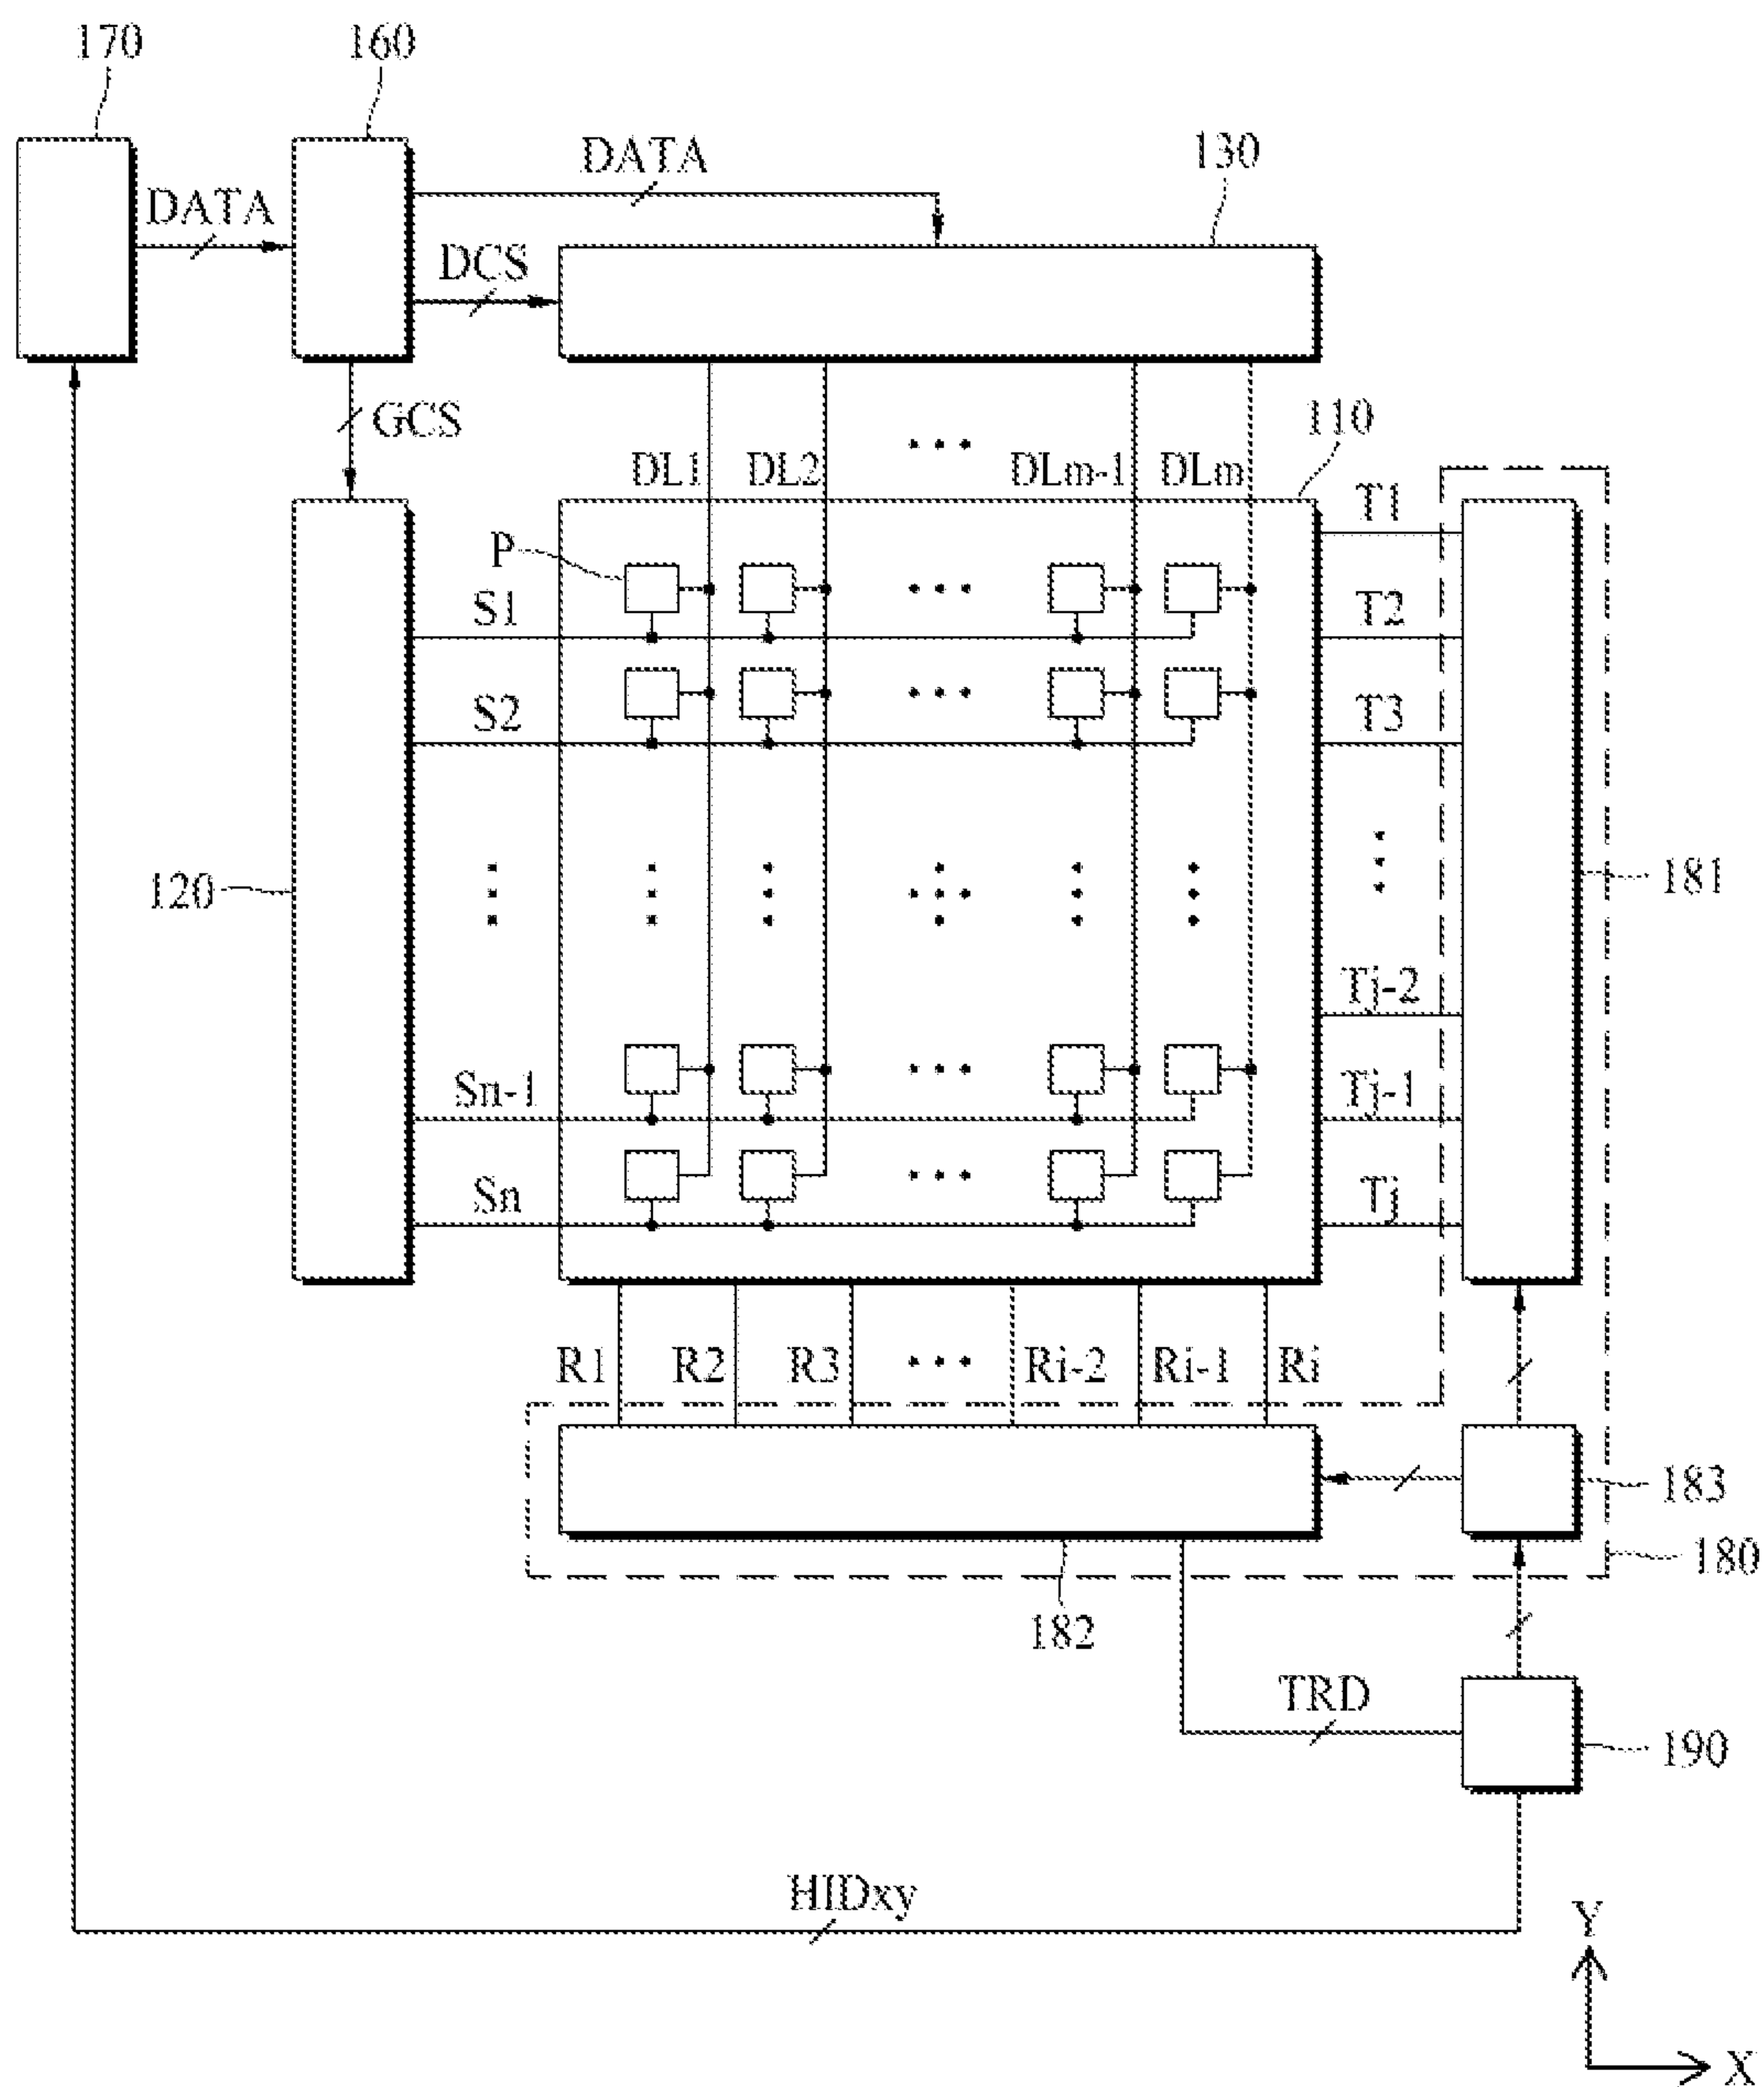 170
160
DATA
130
DATA
DCS
GCS
110
DL1
DL2
DLm-1
DLm
T1
P
S1
T2
S2
T3
120
181
Tj-2
Sn-1
Tj-1
Sn
Tj
R1
R2
R3
Ri-2
Ri-1
Ri
183
180
182
TRD
190
HIDxy
Y
X